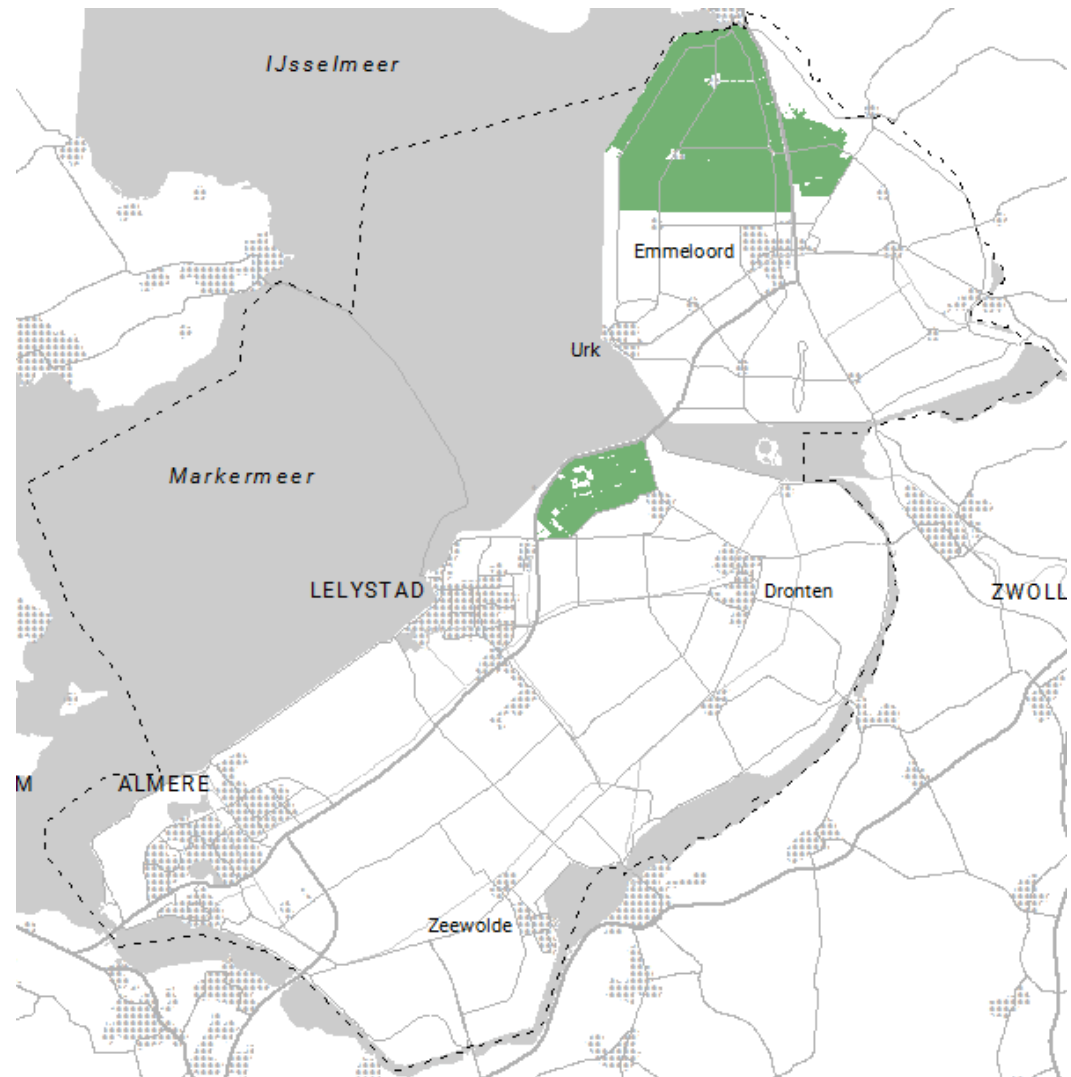 IJsselmeer
Emmeloord
Urk
Markermeer
LELYSTAD
Dronten
ZWOLL
M
ALMERE
Zeewolde